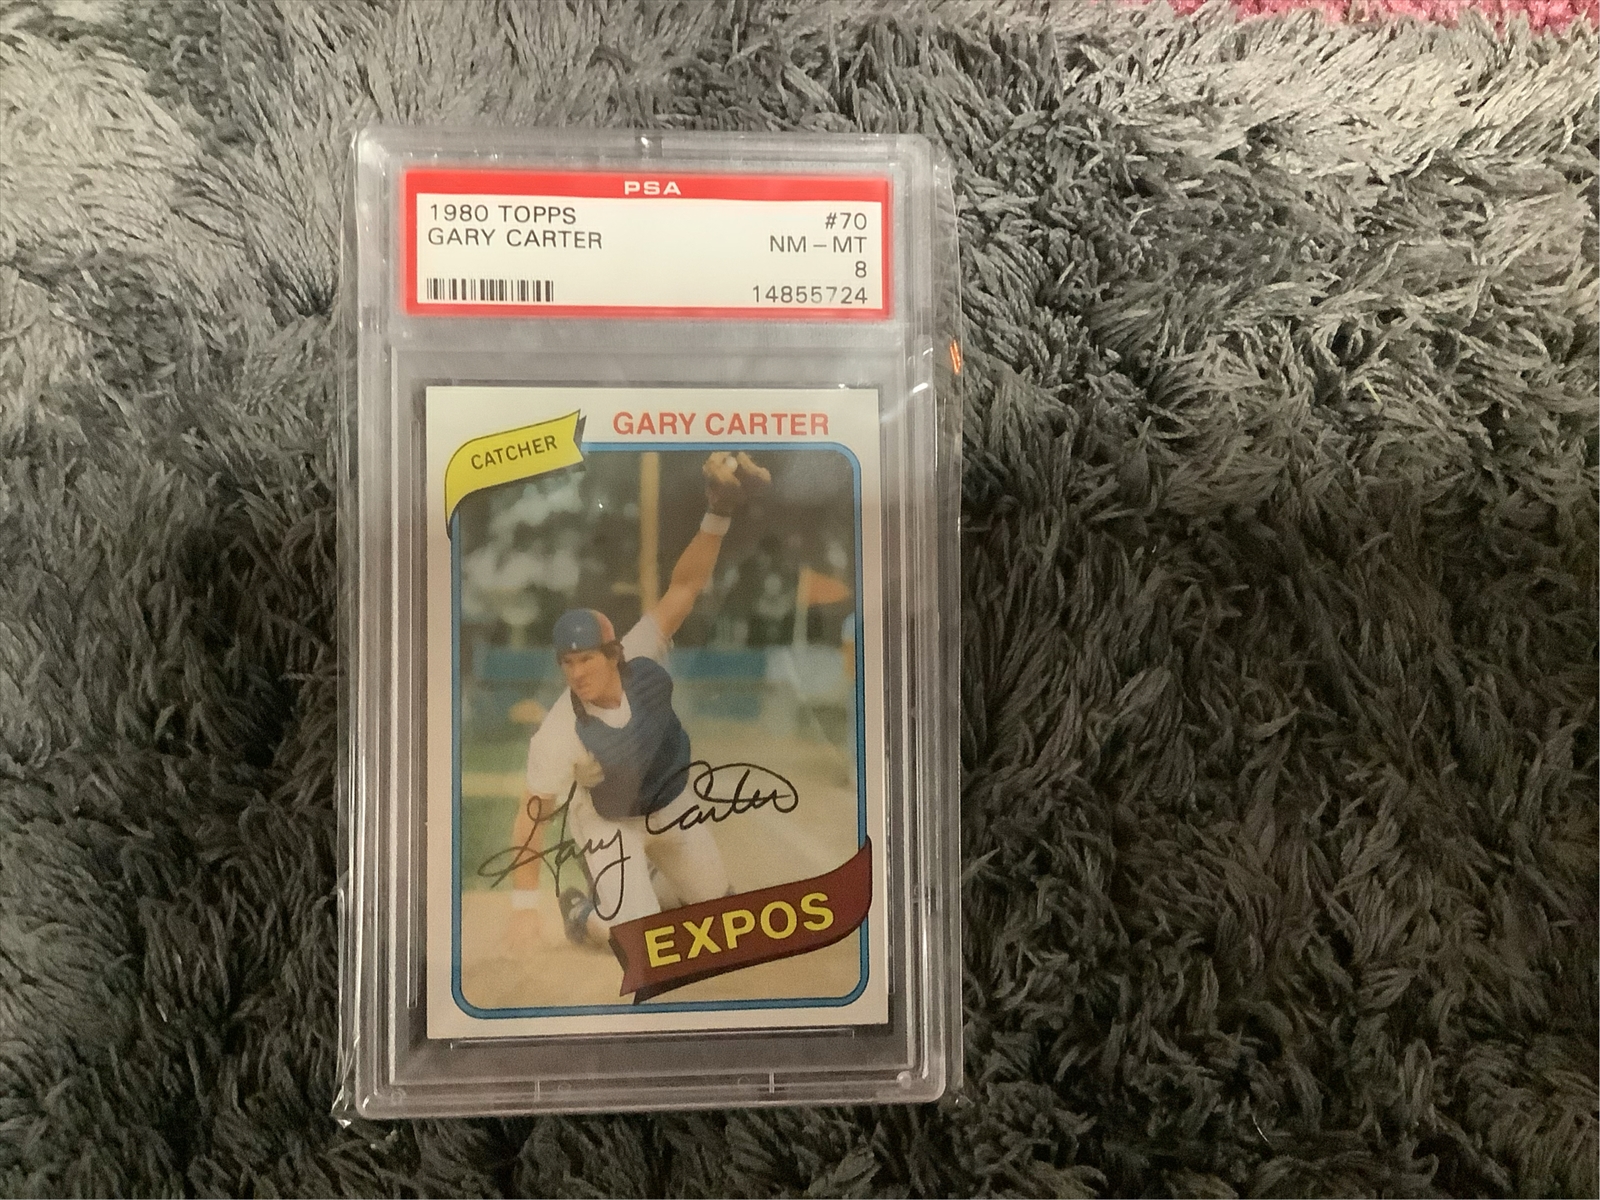 PSA
1980 TOPPS #70
GARY CARTER NM - MT
8
14855724
CATCHER
GARY CARTER
Gary Carter
EXPOS